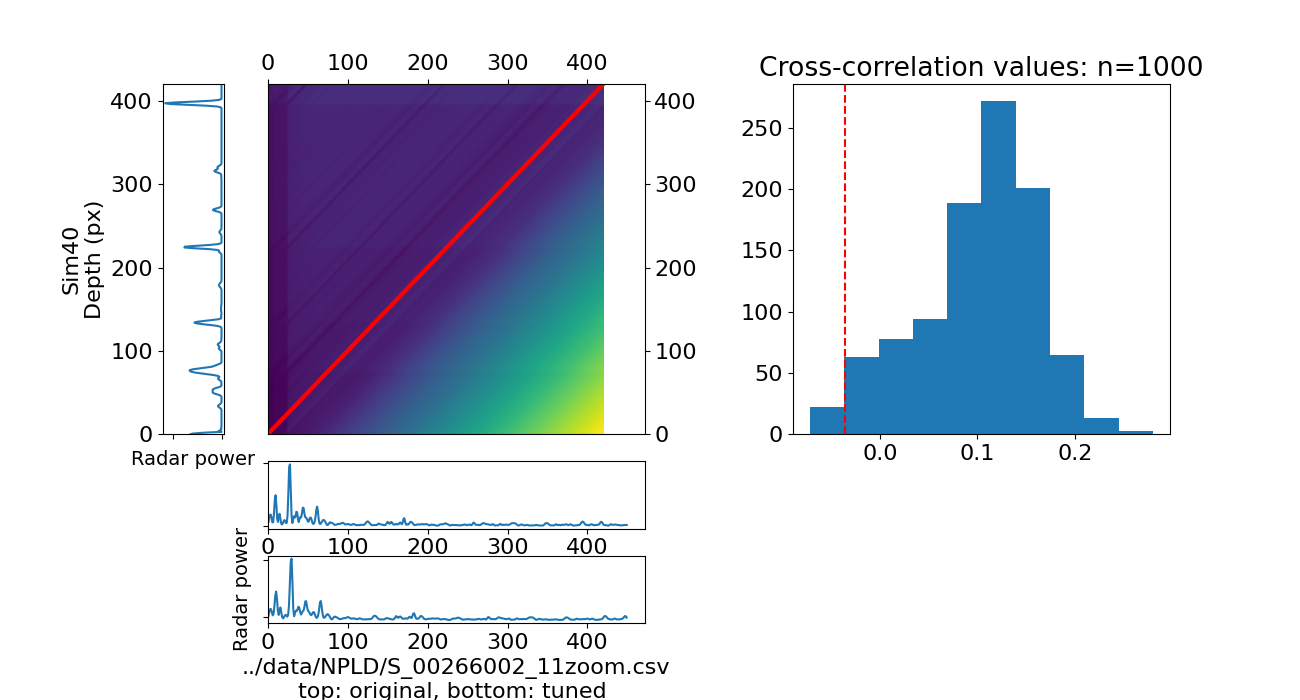 0 100 200 300 400
Cross-correlation values: n=1000
400
300
200
100
0
Sim40
Depth (px)
Radar power
400
300
200
100
0
250
200
150
100
50
0
0.0 0.1 0.2
0 100 200 300 400
Radar power
0 100 200 300 400
../data/NPLD/S_00266002_11zoom.csv
top: original, bottom: tuned